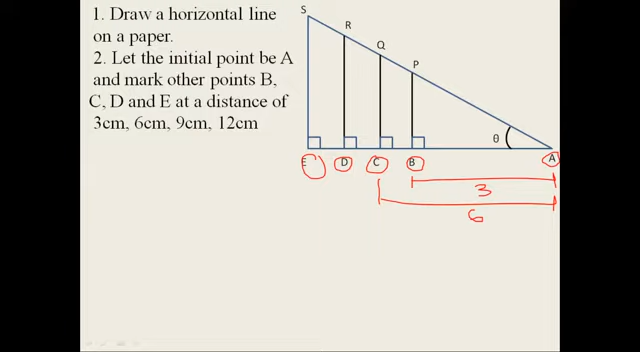 1. Draw a horizontal line
on a paper.
2. Let the initial point be A
and mark other points B,
C, D and E at a distance of
3cm, 6cm, 9cm, 12cm
S
R
Q
P
θ
E D C B A
3
6